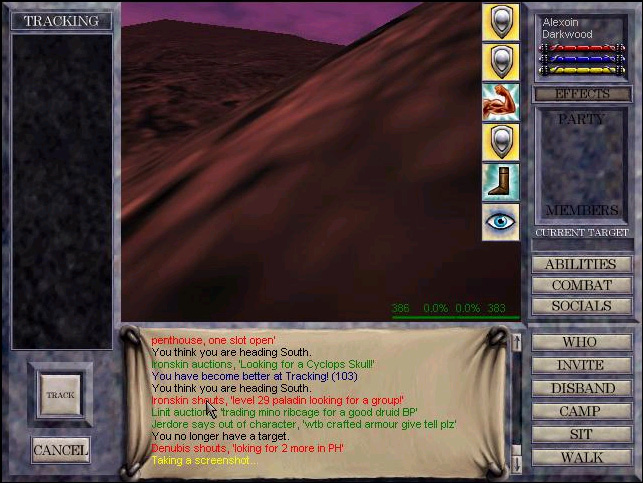 TRACKING
Alexoin
Darkwood
EFFECTS
PARTY
MEMBERS
CURRENT TARGET
ABILITIES
COMBAT
SOCIALS
386 0.0% 0.0% 383
penthouse, one slot open'
You think you are heading South.
Ironskin auctions, 'Looking for a Cyclops Skull!'
You have become better at Tracking! (103)
You think you are heading South.
Ironskin shouts, 'level 29 paladin looking for a group!'
Linit auctions, 'trading mino ribcage for a good druid BP'
Jerdore says out of character, 'wtb crafted armour give tell plz'
You no longer have a target.
Denubis shouts, 'loking for 2 more in PH'
Taking a screenshot...
TRACK
CANCEL
WHO
INVITE
DISBAND
CAMP
SIT
WALK